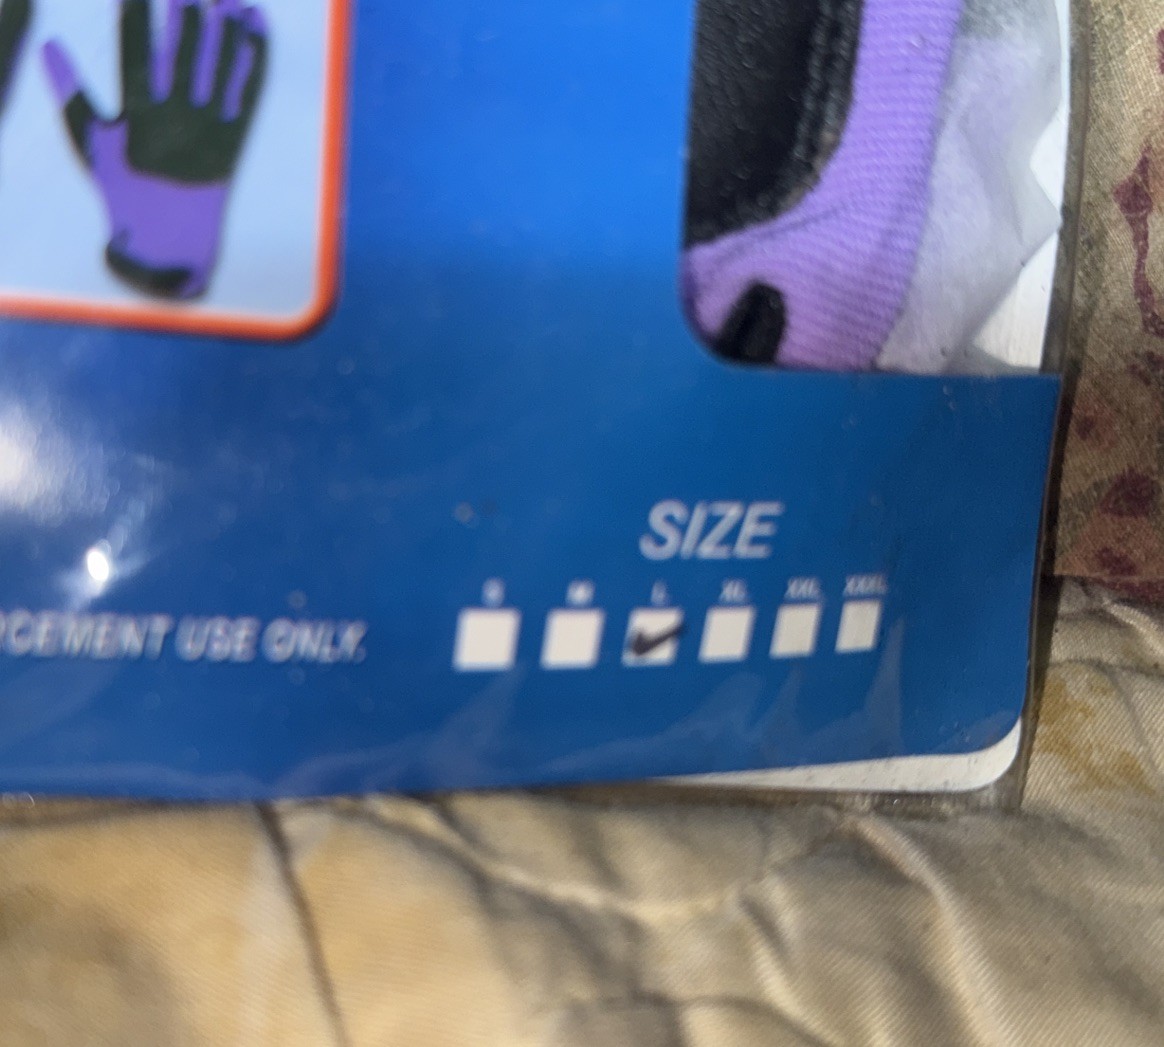 SIZE
S M L XL XXL XXXL
RCEMENT USE ONLY.